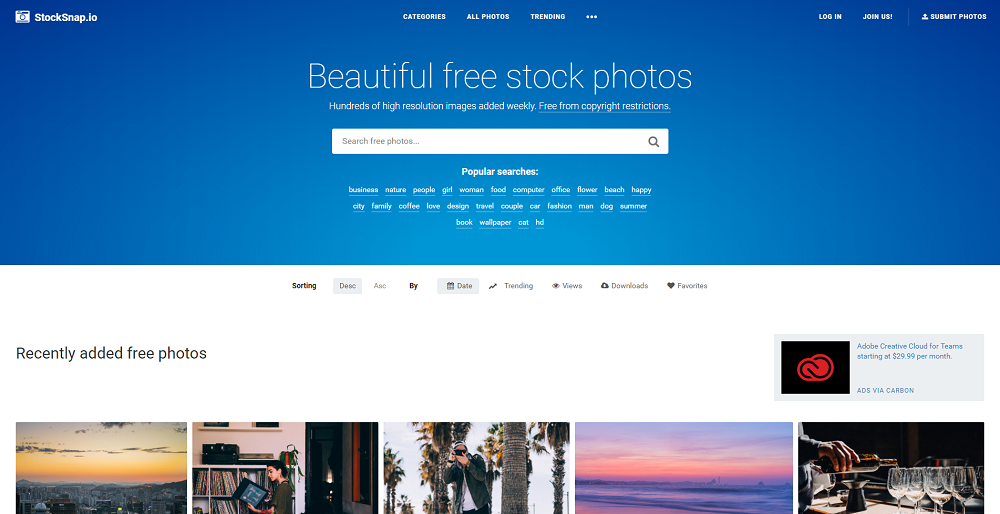 StockSnap.io
CATEGORIES ALL PHOTOS TRENDING •••
LOG IN JOIN US! SUBMIT PHOTOS
Beautiful free stock photos
Hundreds of high resolution images added weekly. Free from copyright restrictions.
Search free photos...
Popular searches:
business nature people girl woman food computer office flower beach happy
city family coffee love design travel couple car fashion man dog summer
book wallpaper cat hd
Sorting Desc Asc By Date Trending Views Downloads Favorites
Recently added free photos
Adobe Creative Cloud for Teams
starting at $29.99 per month.
ADS VIA CARBON